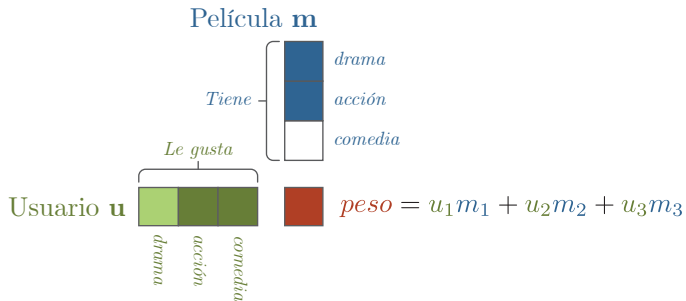 Película m
drama
Tiene
acción
comedia
Le gusta
Usuario u
peso = u₁m₁ + u₂m₂ + u₃m₃
drama
acción
comedia